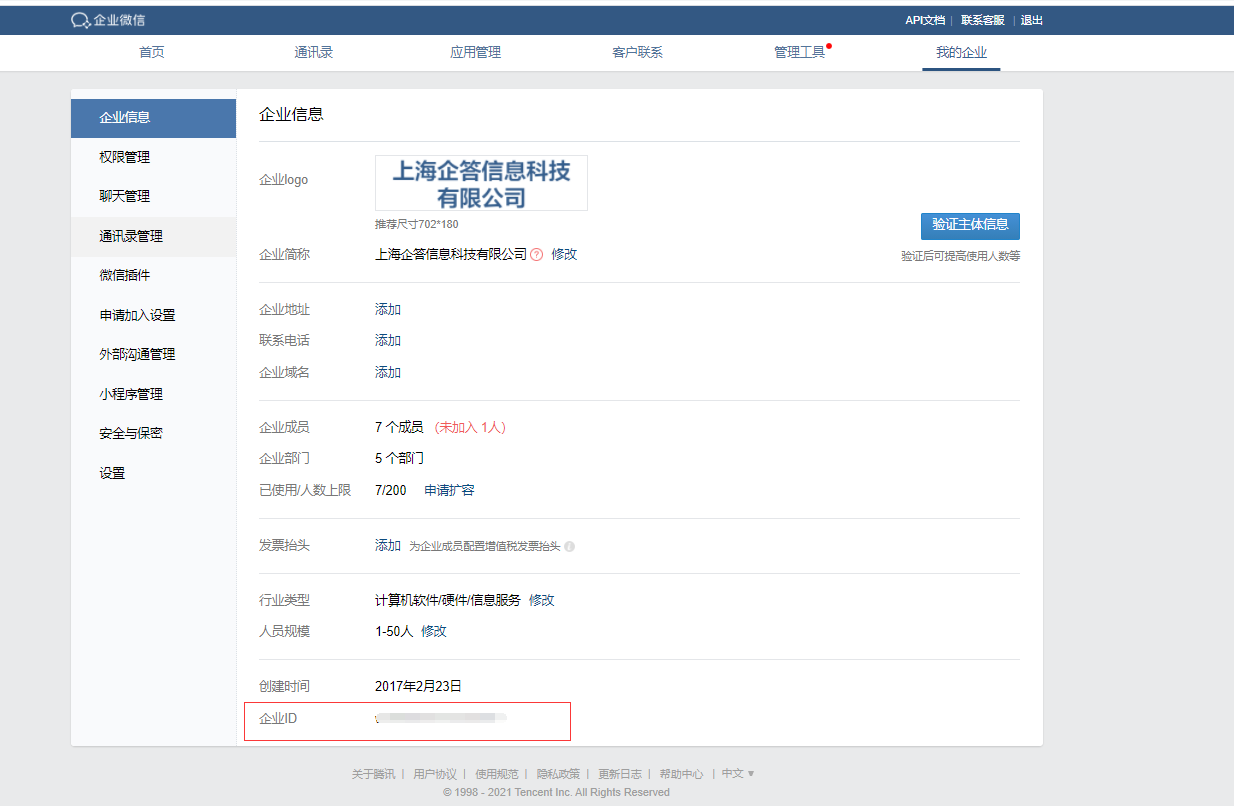 企业微信
API文档 | 联系客服 | 退出
首页 通讯录 应用管理 客户联系 管理工具 我的企业
企业信息
权限管理
聊天管理
通讯录管理
微信插件
申请加入设置
外部沟通管理
小程序管理
安全与保密
设置
企业信息
企业logo
上海企答信息科技
有限公司
推荐尺寸702*180
验证主体信息
验证后可提高使用人数等
企业简称 上海企答信息科技有限公司 ? 修改
企业地址 添加
联系电话 添加
企业域名 添加
企业成员 7 个成员 (未加入 1人)
企业部门 5 个部门
已使用/人数上限 7/200 申请扩容
发票抬头 添加 为企业成员配置增值税发票抬头
行业类型 计算机软件/硬件/信息服务 修改
人员规模 1-50人 修改
创建时间 2017年2月23日
企业ID
关于腾讯 | 用户协议 | 使用规范 | 隐私政策 | 更新日志 | 帮助中心 | 中文 ▼
© 1998 - 2021 Tencent Inc. All Rights Reserved